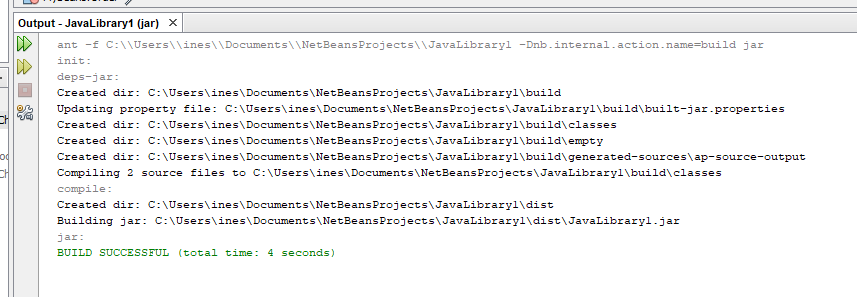 Output - JavaLibrary1 (jar)
ant -f C:\\Users\\ines\\Documents\\NetBeansProjects\\JavaLibrary1 -Dnb.internal.action.name=build jar
init:
deps-jar:
Created dir: C:\Users\ines\Documents\NetBeansProjects\JavaLibrary1\build
Updating property file: C:\Users\ines\Documents\NetBeansProjects\JavaLibrary1\build\built-jar.properties
Created dir: C:\Users\ines\Documents\NetBeansProjects\JavaLibrary1\build\classes
Created dir: C:\Users\ines\Documents\NetBeansProjects\JavaLibrary1\build\empty
Created dir: C:\Users\ines\Documents\NetBeansProjects\JavaLibrary1\build\generated-sources\ap-source-output
Compiling 2 source files to C:\Users\ines\Documents\NetBeansProjects\JavaLibrary1\build\classes
compile:
Created dir: C:\Users\ines\Documents\NetBeansProjects\JavaLibrary1\dist
Building jar: C:\Users\ines\Documents\NetBeansProjects\JavaLibrary1\dist\JavaLibrary1.jar
jar:
BUILD SUCCESSFUL (total time: 4 seconds)